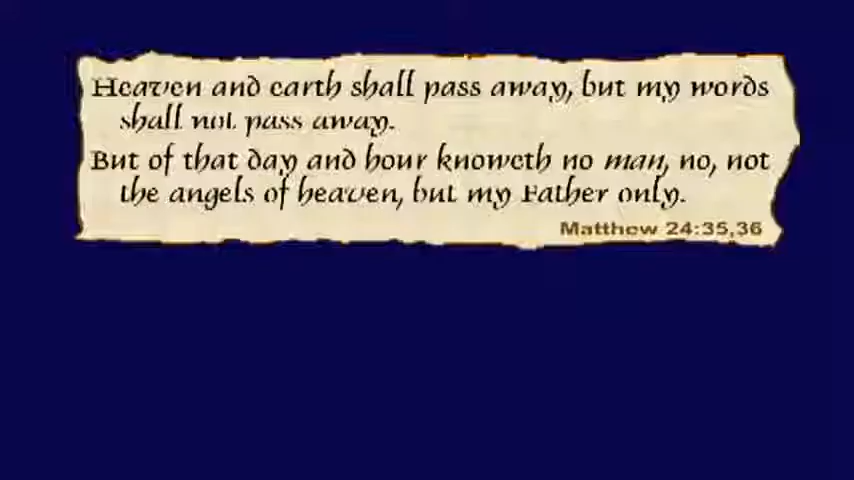 Heaven and earth shall pass away, but my words
shall not pass away.
But of that day and hour knoweth no man, no, not
the angels of heaven, but my Father only.
Matthew 24:35,36